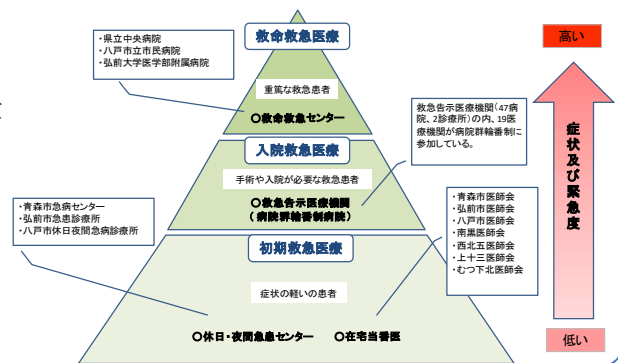 救命救急医療
高い
・県立中央病院
・八戸市立市民病院
・弘前大学医学部附属病院
重篤な救急患者
○救命救急センター
救急告示医療機関（47病
院、2診療所）の内、19医
療機関が病院群輪番制に
参加している。
入院救急医療
手術や入院が必要な救急患者
○救急告示医療機関
（病院群輪番制病院）
症状及び緊急度
・青森市急病センター
・弘前市急患診療所
・八戸市休日夜間急病診療所
・青森市医師会
・弘前市医師会
・八戸市医師会
・南黒医師会
・西北五医師会
・上十三医師会
・むつ下北医師会
初期救急医療
症状の軽いの患者
○休日・夜間急患センター　○在宅当番医
低い